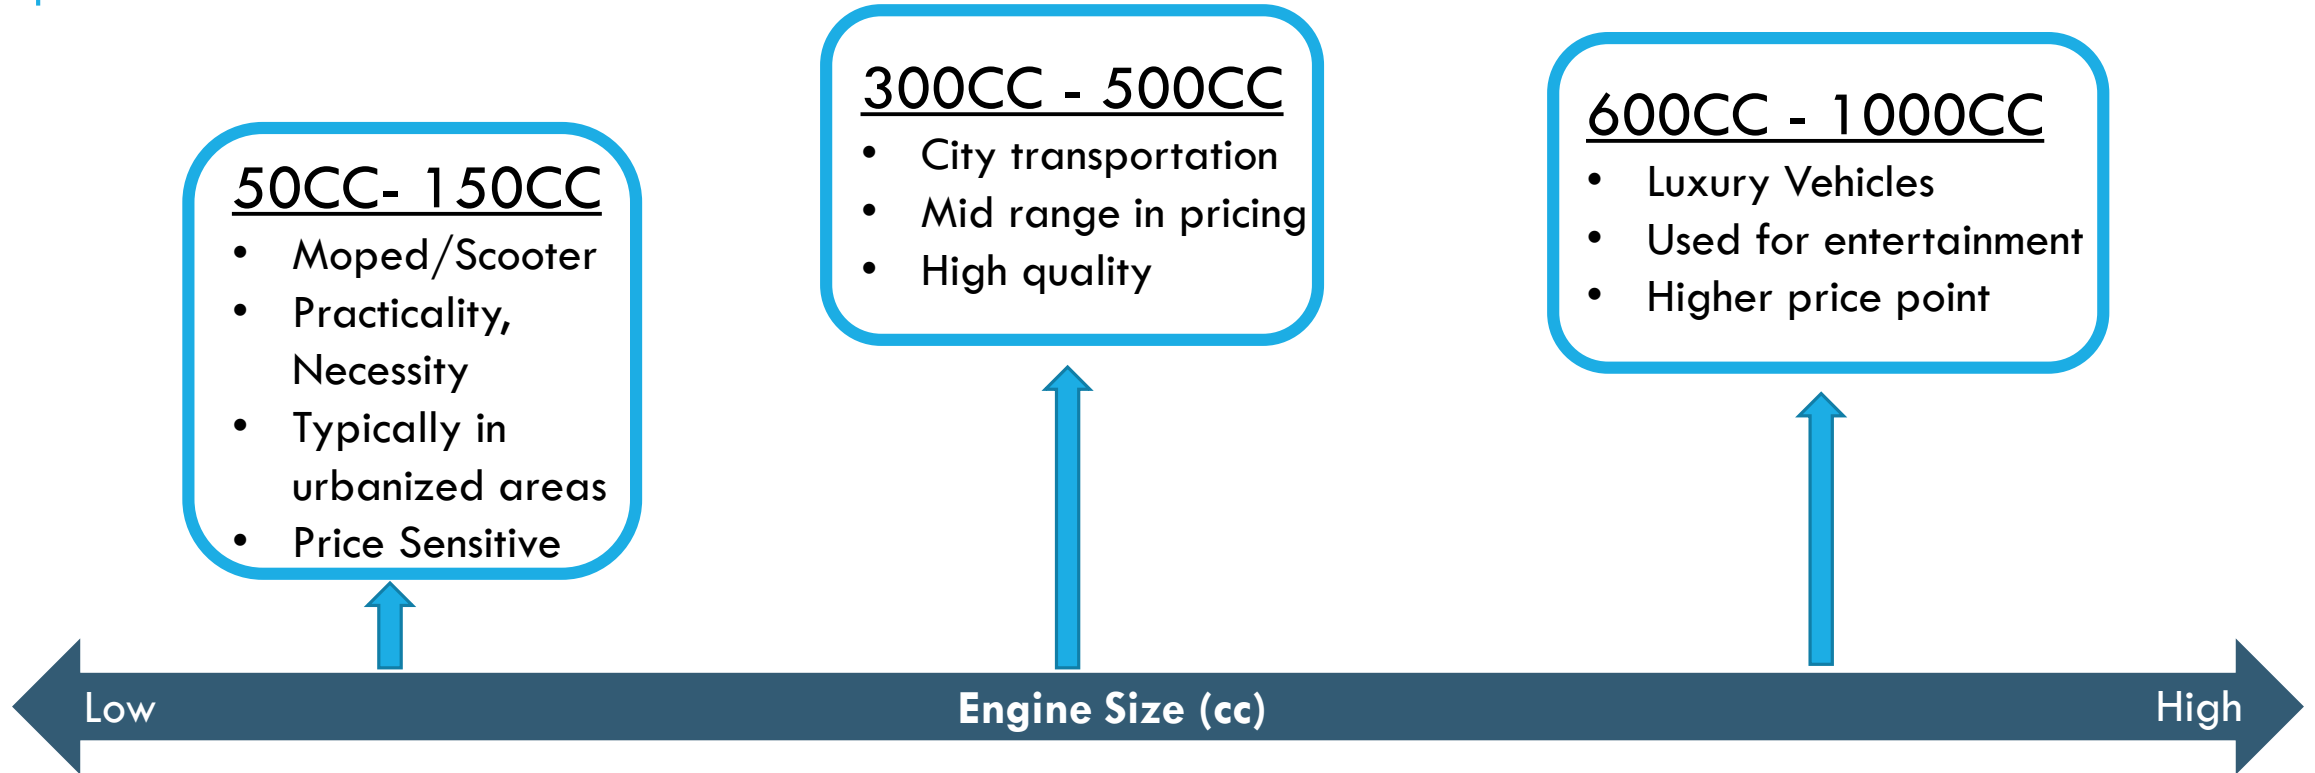 50CC- 150CC
• Moped/Scooter
• Practicality,
Necessity
• Typically in
urbanized areas
• Price Sensitive
300CC - 500CC
• City transportation
• Mid range in pricing
• High quality
600CC - 1000CC
• Luxury Vehicles
• Used for entertainment
• Higher price point
Low
Engine Size (cc)
High